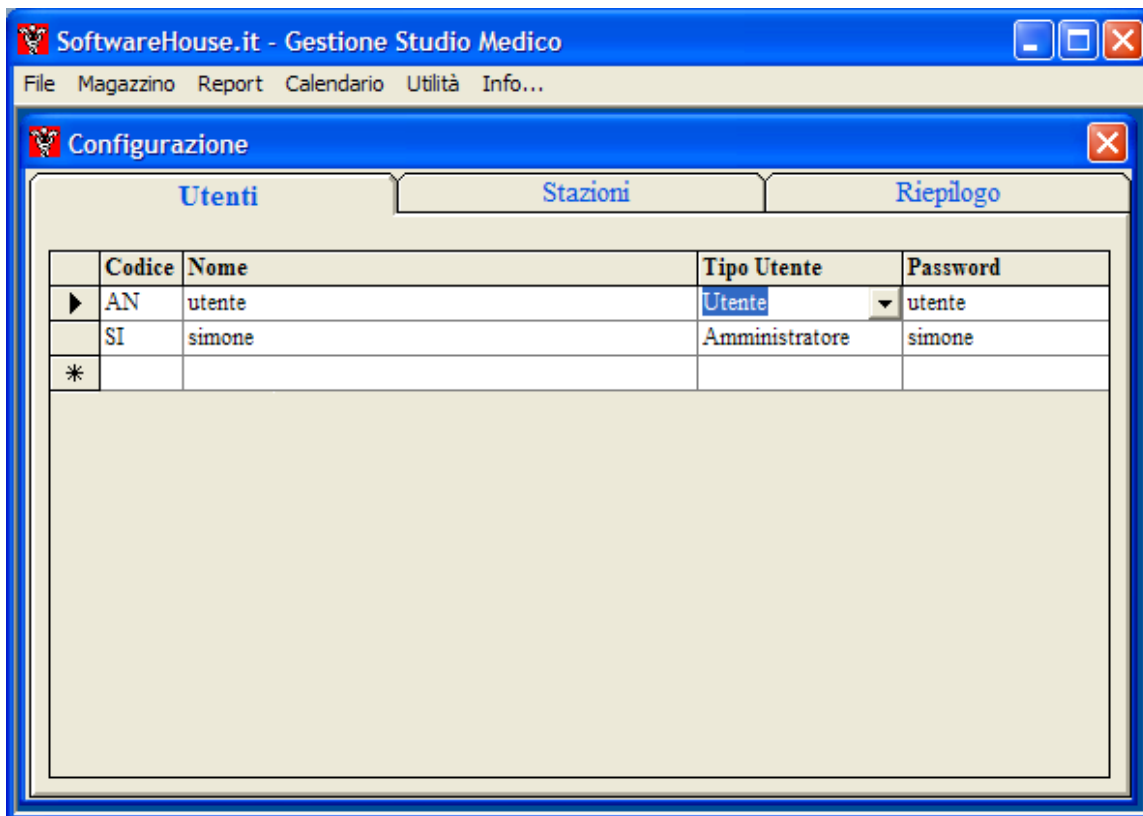 SoftwareHouse.it - Gestione Studio Medico
File Magazzino Report Calendario Utilità Info...
Configurazione
Utenti Stazioni Riepilogo
Codice Nome Tipo Utente Password
AN utente Utente utente
SI simone Amministratore simone